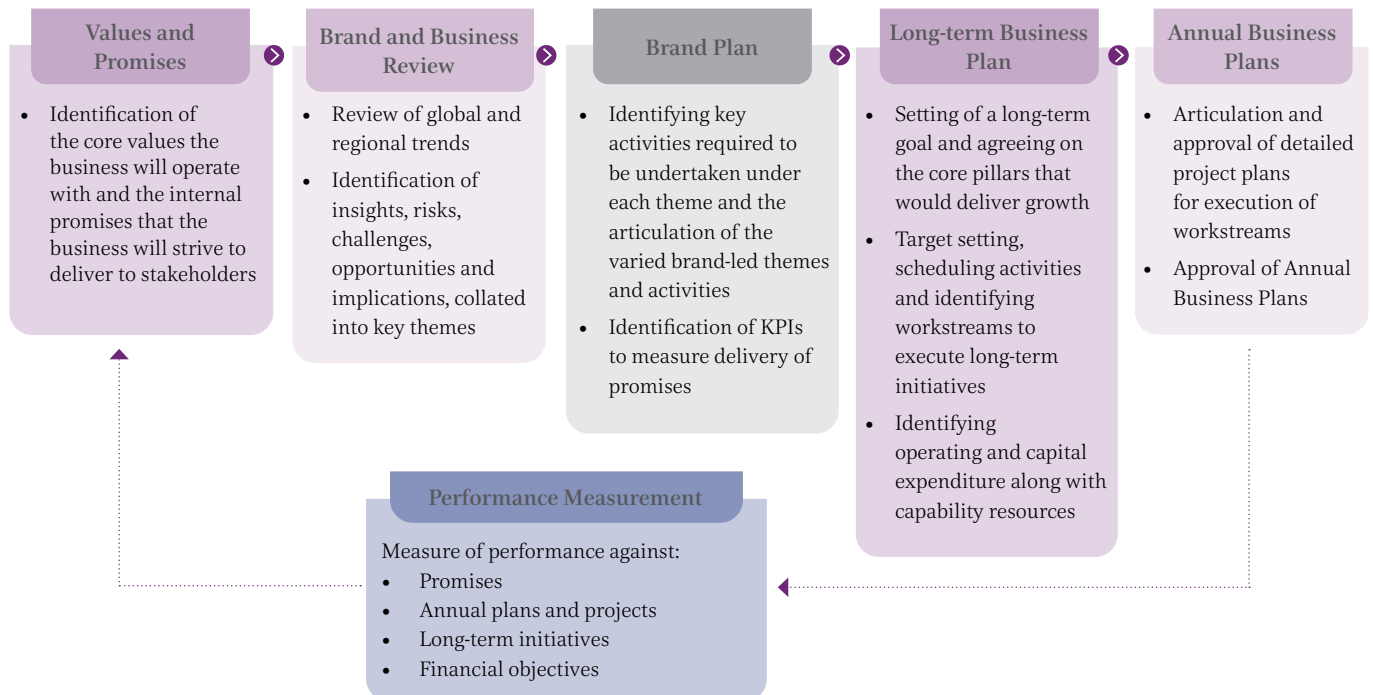 Values and
Promises
• Identification of
the core values the
business will operate
with and the internal
promises that the
business will strive to
deliver to stakeholders
Brand and Business
Review
• Review of global and
regional trends
• Identification of
insights, risks,
challenges,
opportunities and
implications, collated
into key themes
Brand Plan
• Identifying key
activities required to
be undertaken under
each theme and the
articulation of the
varied brand-led themes
and activities
• Identification of KPIs
to measure delivery of
promises
Long-term Business
Plan
• Setting of a long-term
goal and agreeing on
the core pillars that
would deliver growth
• Target setting,
scheduling activities
and identifying
workstreams to
execute long-term
initiatives
• Identifying
operating and capital
expenditure along with
capability resources
Annual Business
Plans
• Articulation and
approval of detailed
project plans
for execution of
workstreams
• Approval of Annual
Business Plans
Performance Measurement
Measure of performance against:
• Promises
• Annual plans and projects
• Long-term initiatives
• Financial objectives